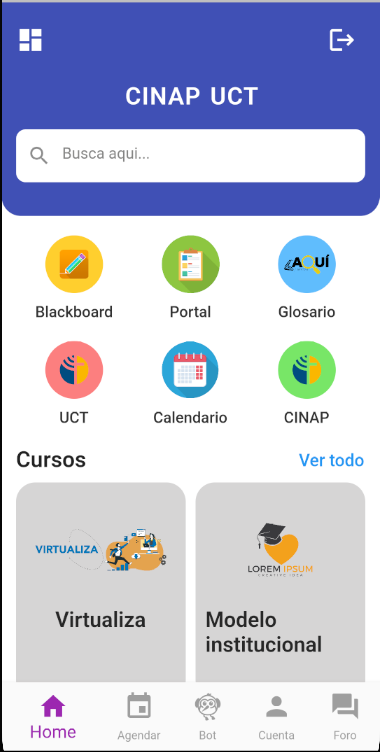 CINAP UCT
Busca aqui...
AQUÍ
Blackboard Portal Glosario
UCT Calendario CINAP
Cursos Ver todo
VIRTUALIZA
LOREM IPSUM
CREATIVE IDEA
Virtualiza
Modelo
institucional
Home Agendar Bot Cuenta Foro